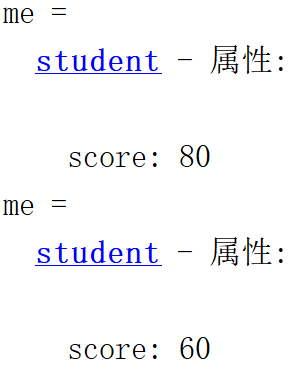 me =
student - 属性:
score: 80
me =
student - 属性:
score: 60